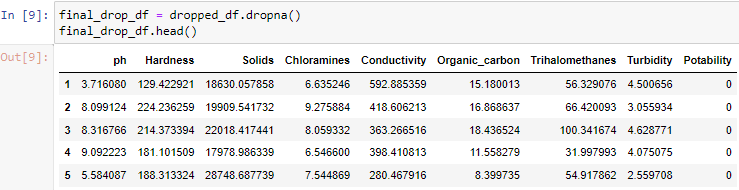 In [9]: final_drop_df = dropped_df.dropna()
final_drop_df.head()
Out[9]:
ph Hardness Solids Chloramines Conductivity Organic_carbon Trihalomethanes Turbidity Potability
1 3.716080 129.422921 18630.057858 6.635246 592.885359 15.180013 56.329076 4.500656 0
2 8.099124 224.236259 19909.541732 9.275884 418.606213 16.868637 66.420093 3.055934 0
3 8.316766 214.373394 22018.417441 8.059332 363.266516 18.436524 100.341674 4.628771 0
4 9.092223 181.101509 17978.986339 6.546600 398.410813 11.558279 31.997993 4.075075 0
5 5.584087 188.313324 28748.687739 7.544869 280.467916 8.399735 54.917862 2.559708 0